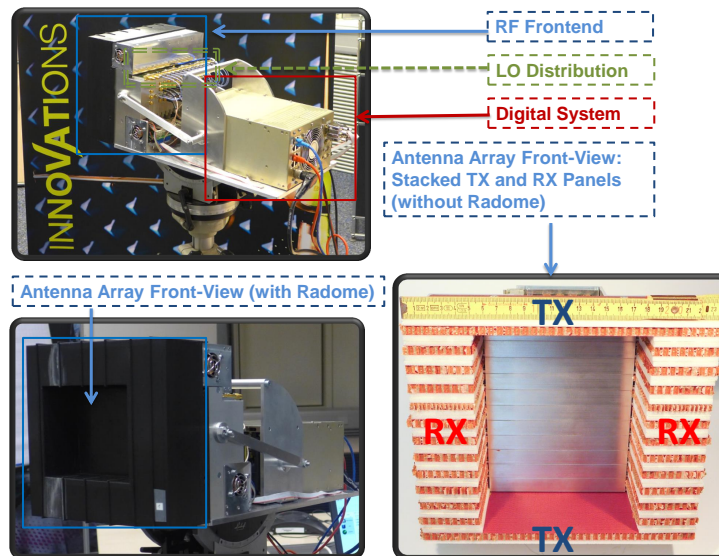 INNOVATIONS
RF Frontend
LO Distribution
Digital System
Antenna Array Front-View:
Stacked TX and RX Panels
(without Radome)
Antenna Array Front-View (with Radome)
TX
RX
RX
TX